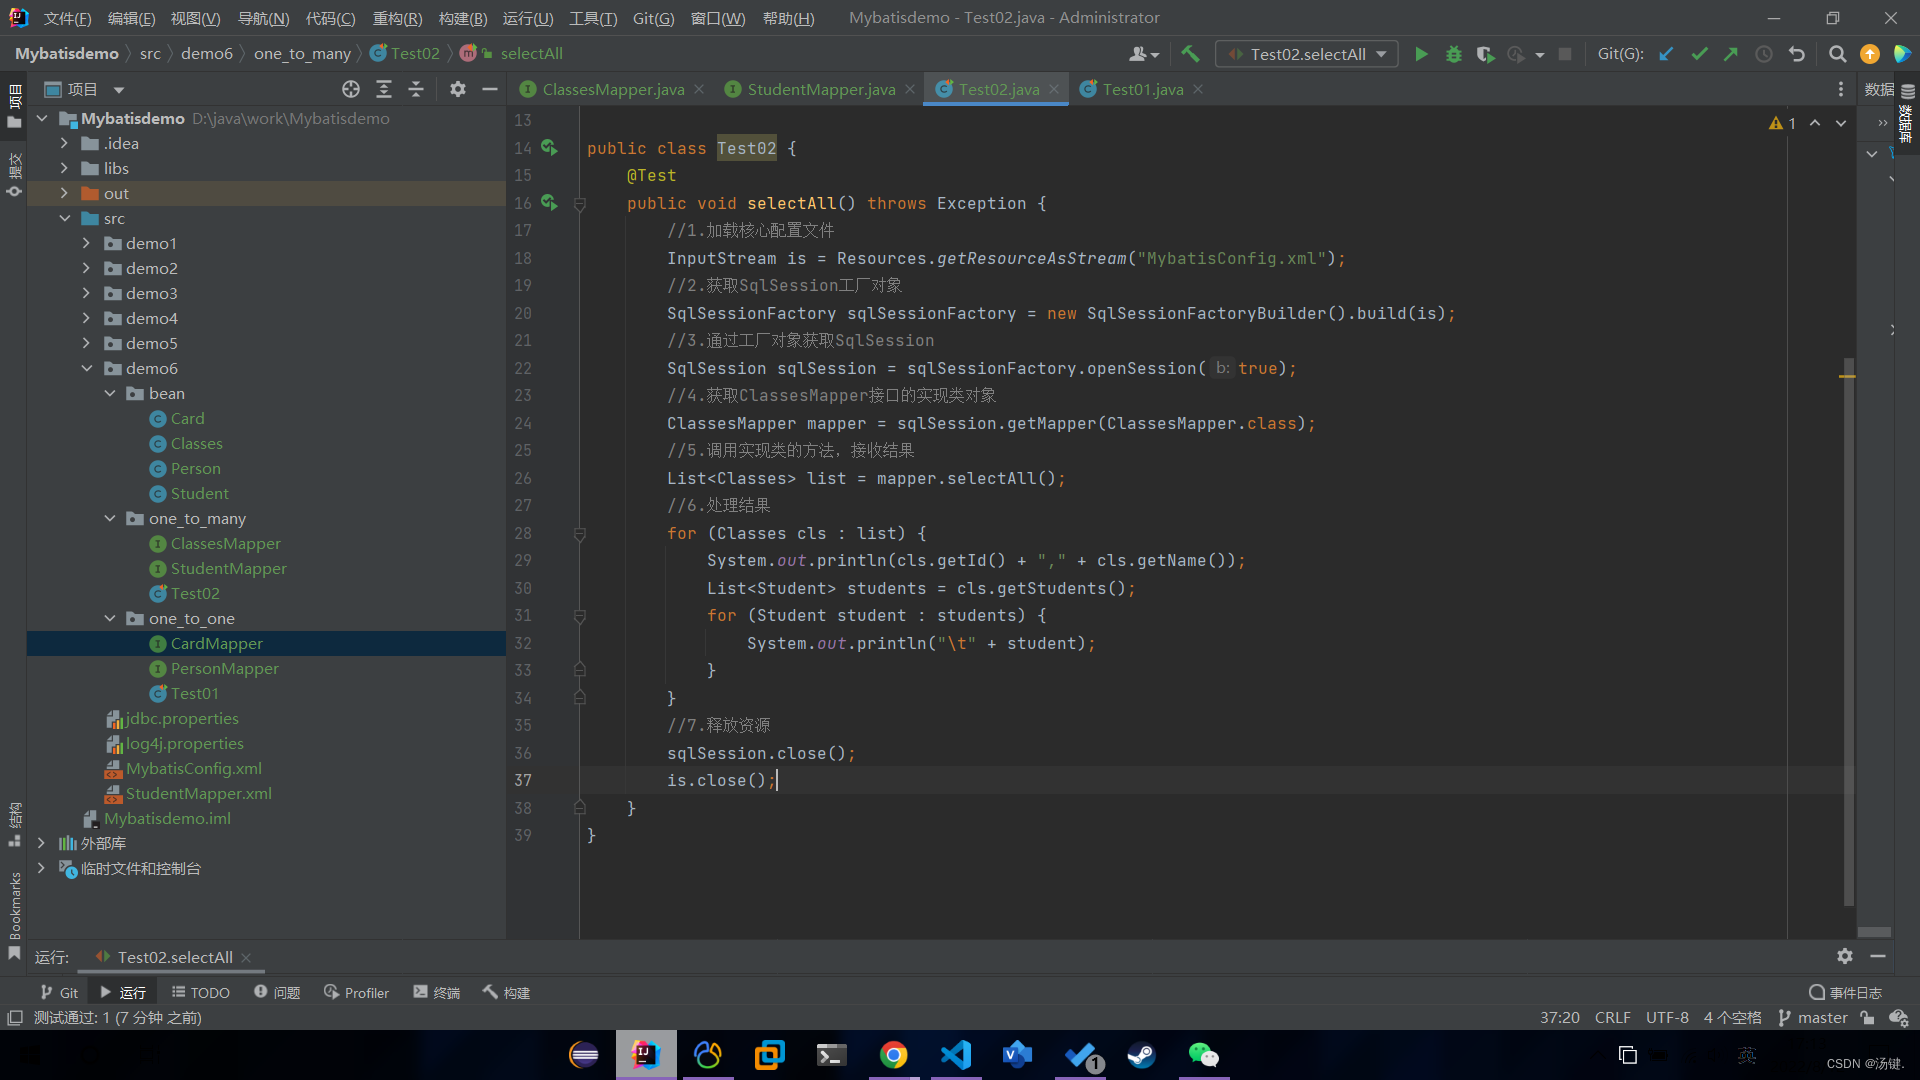 文件(F) 编辑(E) 视图(V) 导航(N) 代码(C) 重构(R) 构建(B) 运行(U) 工具(T) Git(G) 窗口(W) 帮助(H) Mybatisdemo - Test02.java - Administrator
Mybatisdemo src demo6 one_to_many Test02 selectAll Test02.selectAll Git(G):
项目
提交
结构
Bookmarks
项目
Mybatisdemo D:\java\work\Mybatisdemo
.idea
libs
out
src
demo1
demo2
demo3
demo4
demo5
demo6
bean
Card
Classes
Person
Student
one_to_many
ClassesMapper
StudentMapper
Test02
one_to_one
CardMapper
PersonMapper
Test01
jdbc.properties
log4j.properties
MybatisConfig.xml
StudentMapper.xml
Mybatisdemo.iml
外部库
临时文件和控制台
ClassesMapper.java StudentMapper.java Test02.java Test01.java
数据
数据库
1
13
14 public class Test02 {
15 @Test
16 public void selectAll() throws Exception {
17 //1.加载核心配置文件
18 InputStream is = Resources.getResourceAsStream("MybatisConfig.xml");
19 //2.获取SqlSession工厂对象
20 SqlSessionFactory sqlSessionFactory = new SqlSessionFactoryBuilder().build(is);
21 //3.通过工厂对象获取SqlSession
22 SqlSession sqlSession = sqlSessionFactory.openSession( b: true);
23 //4.获取ClassesMapper接口的实现类对象
24 ClassesMapper mapper = sqlSession.getMapper(ClassesMapper.class);
25 //5.调用实现类的方法，接收结果
26 List<Classes> list = mapper.selectAll();
27 //6.处理结果
28 for (Classes cls : list) {
29 System.out.println(cls.getId() + "," + cls.getName());
30 List<Student> students = cls.getStudents();
31 for (Student student : students) {
32 System.out.println("\t" + student);
33 }
34 }
35 //7.释放资源
36 sqlSession.close();
37 is.close();
38 }
39 }
运行: Test02.selectAll
Git 运行 TODO 问题 Profiler 终端 构建 事件日志
测试通过: 1 (7 分钟 之前) 37:20 CRLF UTF-8 4 个空格 master
1
英
CSDN @汤键.